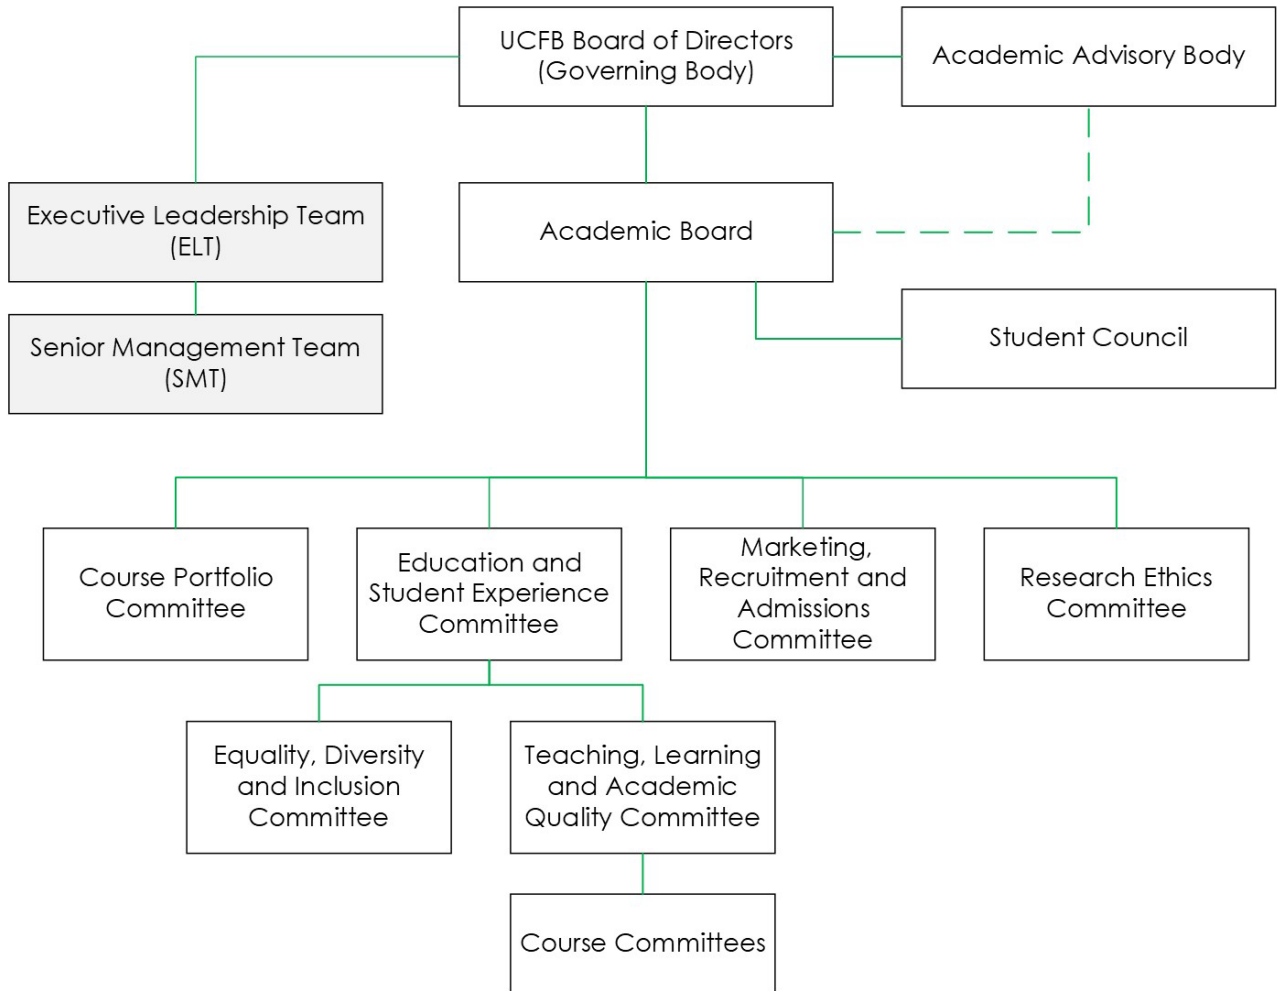 UCFB Board of Directors
(Governing Body)
Academic Advisory Body
Executive Leadership Team
(ELT)
Academic Board
Senior Management Team
(SMT)
Student Council
Course Portfolio
Committee
Education and
Student Experience
Committee
Marketing,
Recruitment and
Admissions
Committee
Research Ethics
Committee
Equality, Diversity
and Inclusion
Committee
Teaching, Learning
and Academic
Quality Committee
Course Committees